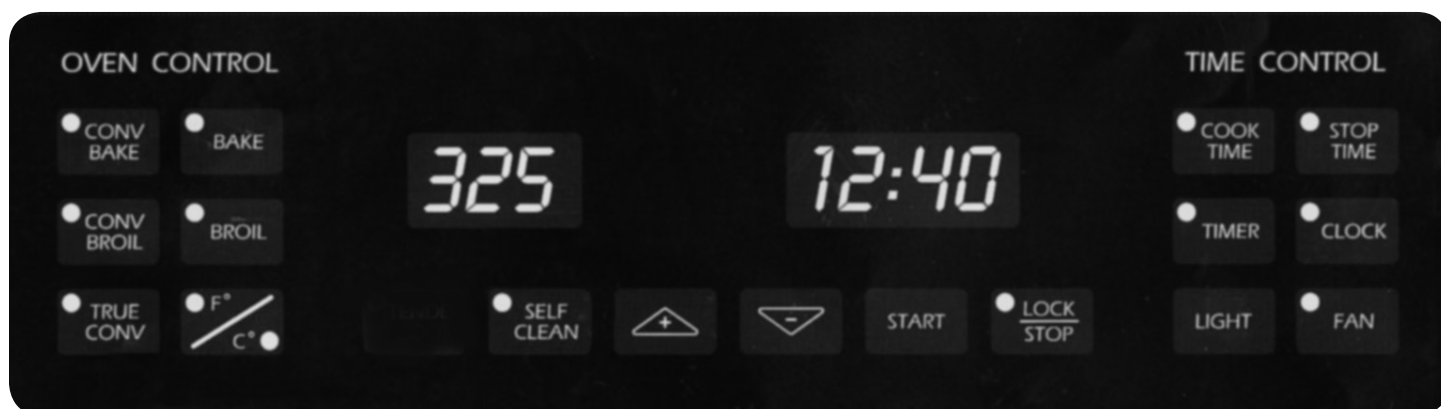 OVEN CONTROL
TIME CONTROL
CONV
BAKE
BAKE
325
12:40
COOK
TIME
STOP
TIME
CONV
BROIL
BROIL
TIMER
CLOCK
TRUE
CONV
F°
C°
SELF
CLEAN
+
-
START
LOCK
STOP
LIGHT
FAN